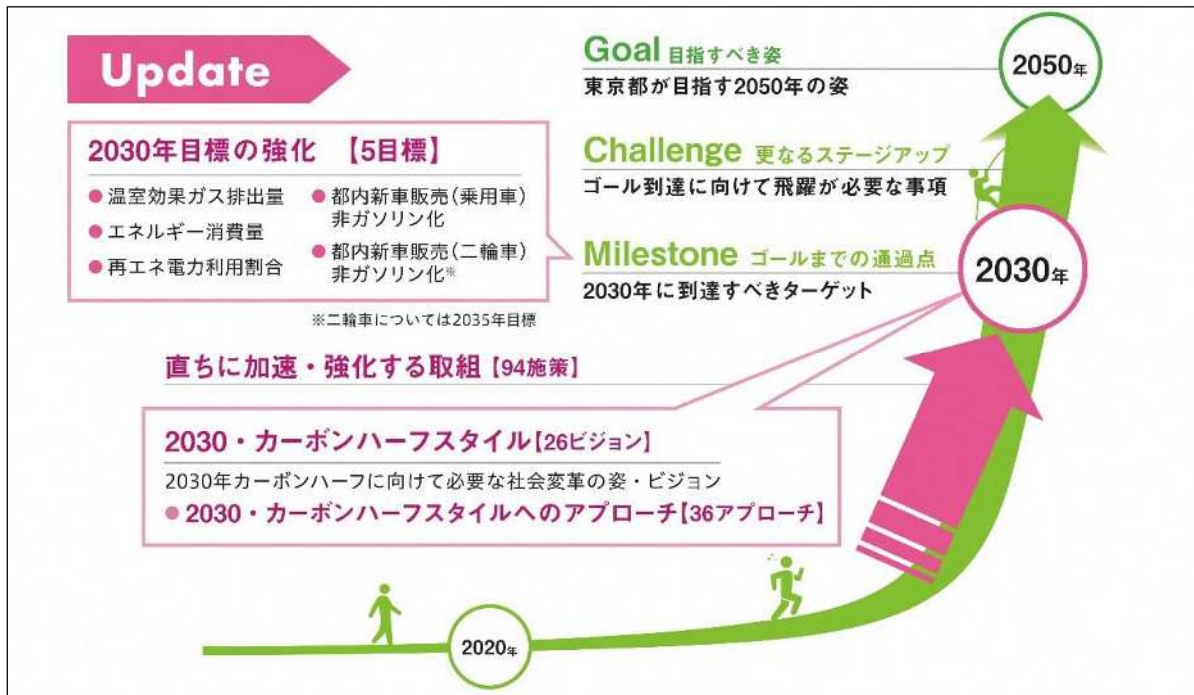 Update
2030年目標の強化 【5目標】
●温室効果ガス排出量
●エネルギー消費量
●再エネ電力利用割合
●都内新車販売(乗用車)
非ガソリン化
●都内新車販売(二輪車)
非ガソリン化※
※二輪車については2035年目標
Goal 目指すべき姿
東京都が目指す2050年の姿
2050年
Challenge 更なるステージアップ
ゴール到達に向けて飛躍が必要な事項
Milestone ゴールまでの通過点
2030年に到達すべきターゲット
2030年
直ちに加速・強化する取組【94施策】
2030・カーボンハーフスタイル【26ビジョン】
2030年カーボンハーフに向けて必要な社会変革の姿・ビジョン
●2030・カーボンハーフスタイルへのアプローチ【36アプローチ】
2020年